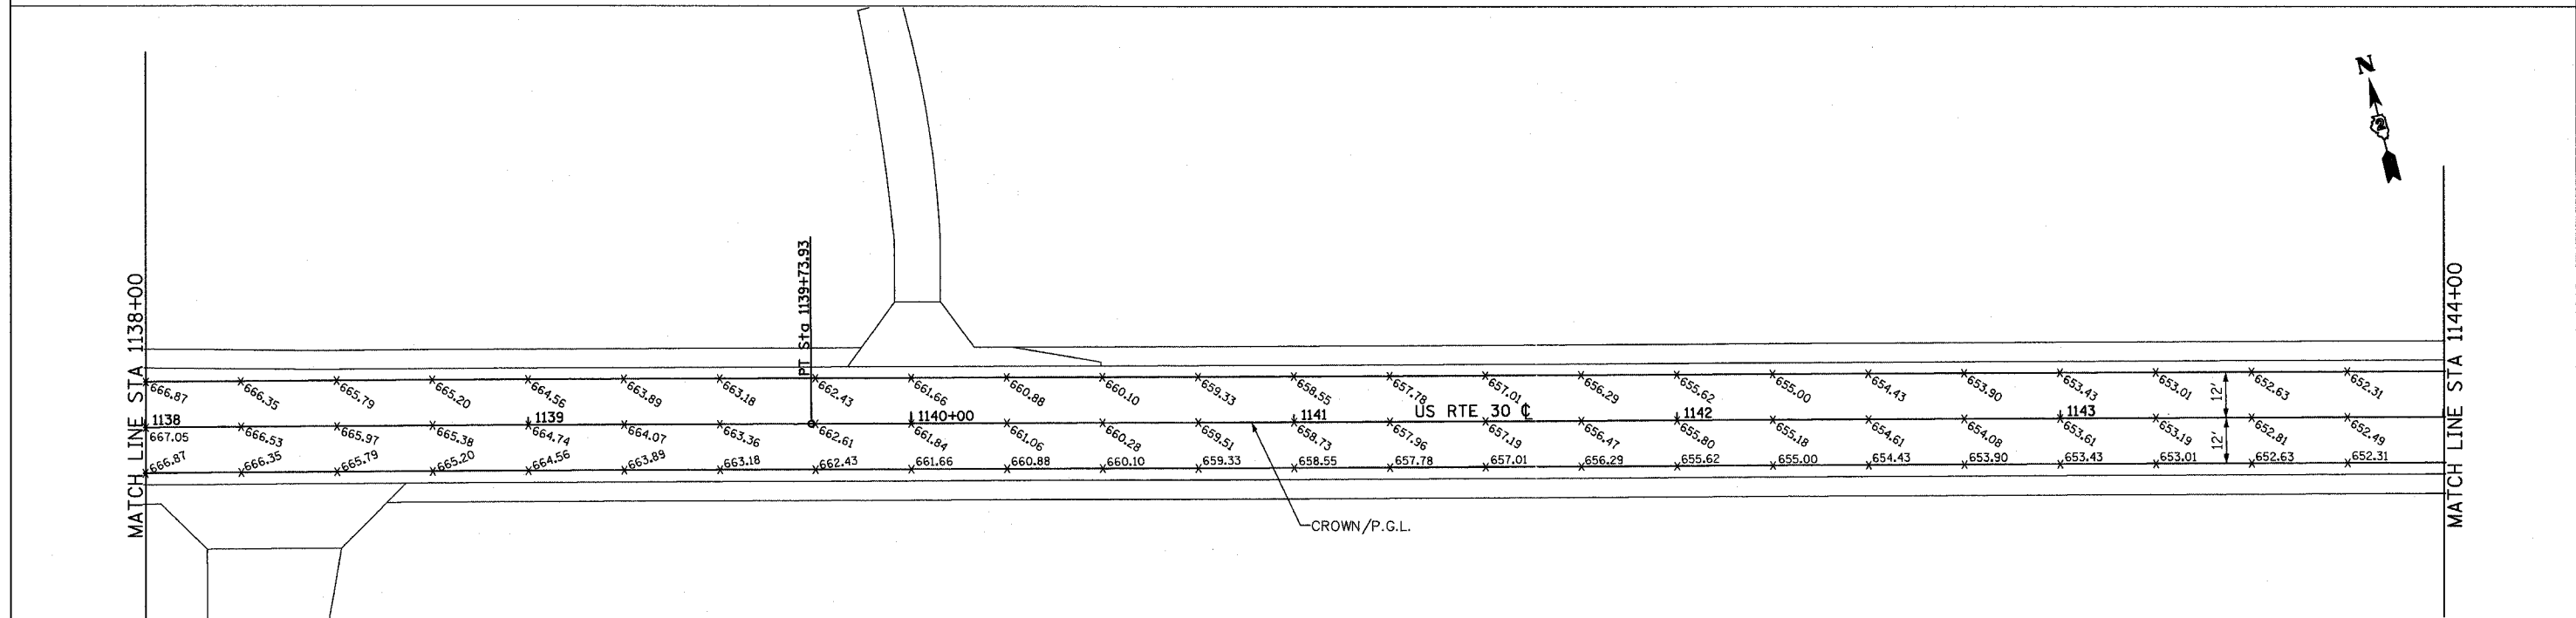 N
2
MATCH LINE STA 1138+00
PT Sta 1139+73.93
MATCH LINE STA 1144+00
666.87 666.35 665.79 665.20 664.56 663.89 663.18 662.43 661.66 660.88 660.10 659.33 658.55 657.78 657.01 656.29 655.62 655.00 654.43 653.90 653.43 653.01 652.63 652.31
12'
1138 1139 1140+00 1141 US RTE 30 ℄ 1142 1143
667.05 666.53 665.97 665.38 664.74 664.07 663.36 662.61 661.84 661.06 660.28 659.51 658.73 657.96 657.19 656.47 655.80 655.18 654.61 654.08 653.61 653.19 652.81 652.49
12'
666.87 666.35 665.79 665.20 664.56 663.89 663.18 662.43 661.66 660.88 660.10 659.33 658.55 657.78 657.01 656.29 655.62 655.00 654.43 653.90 653.43 653.01 652.63 652.31
CROWN/P.G.L.